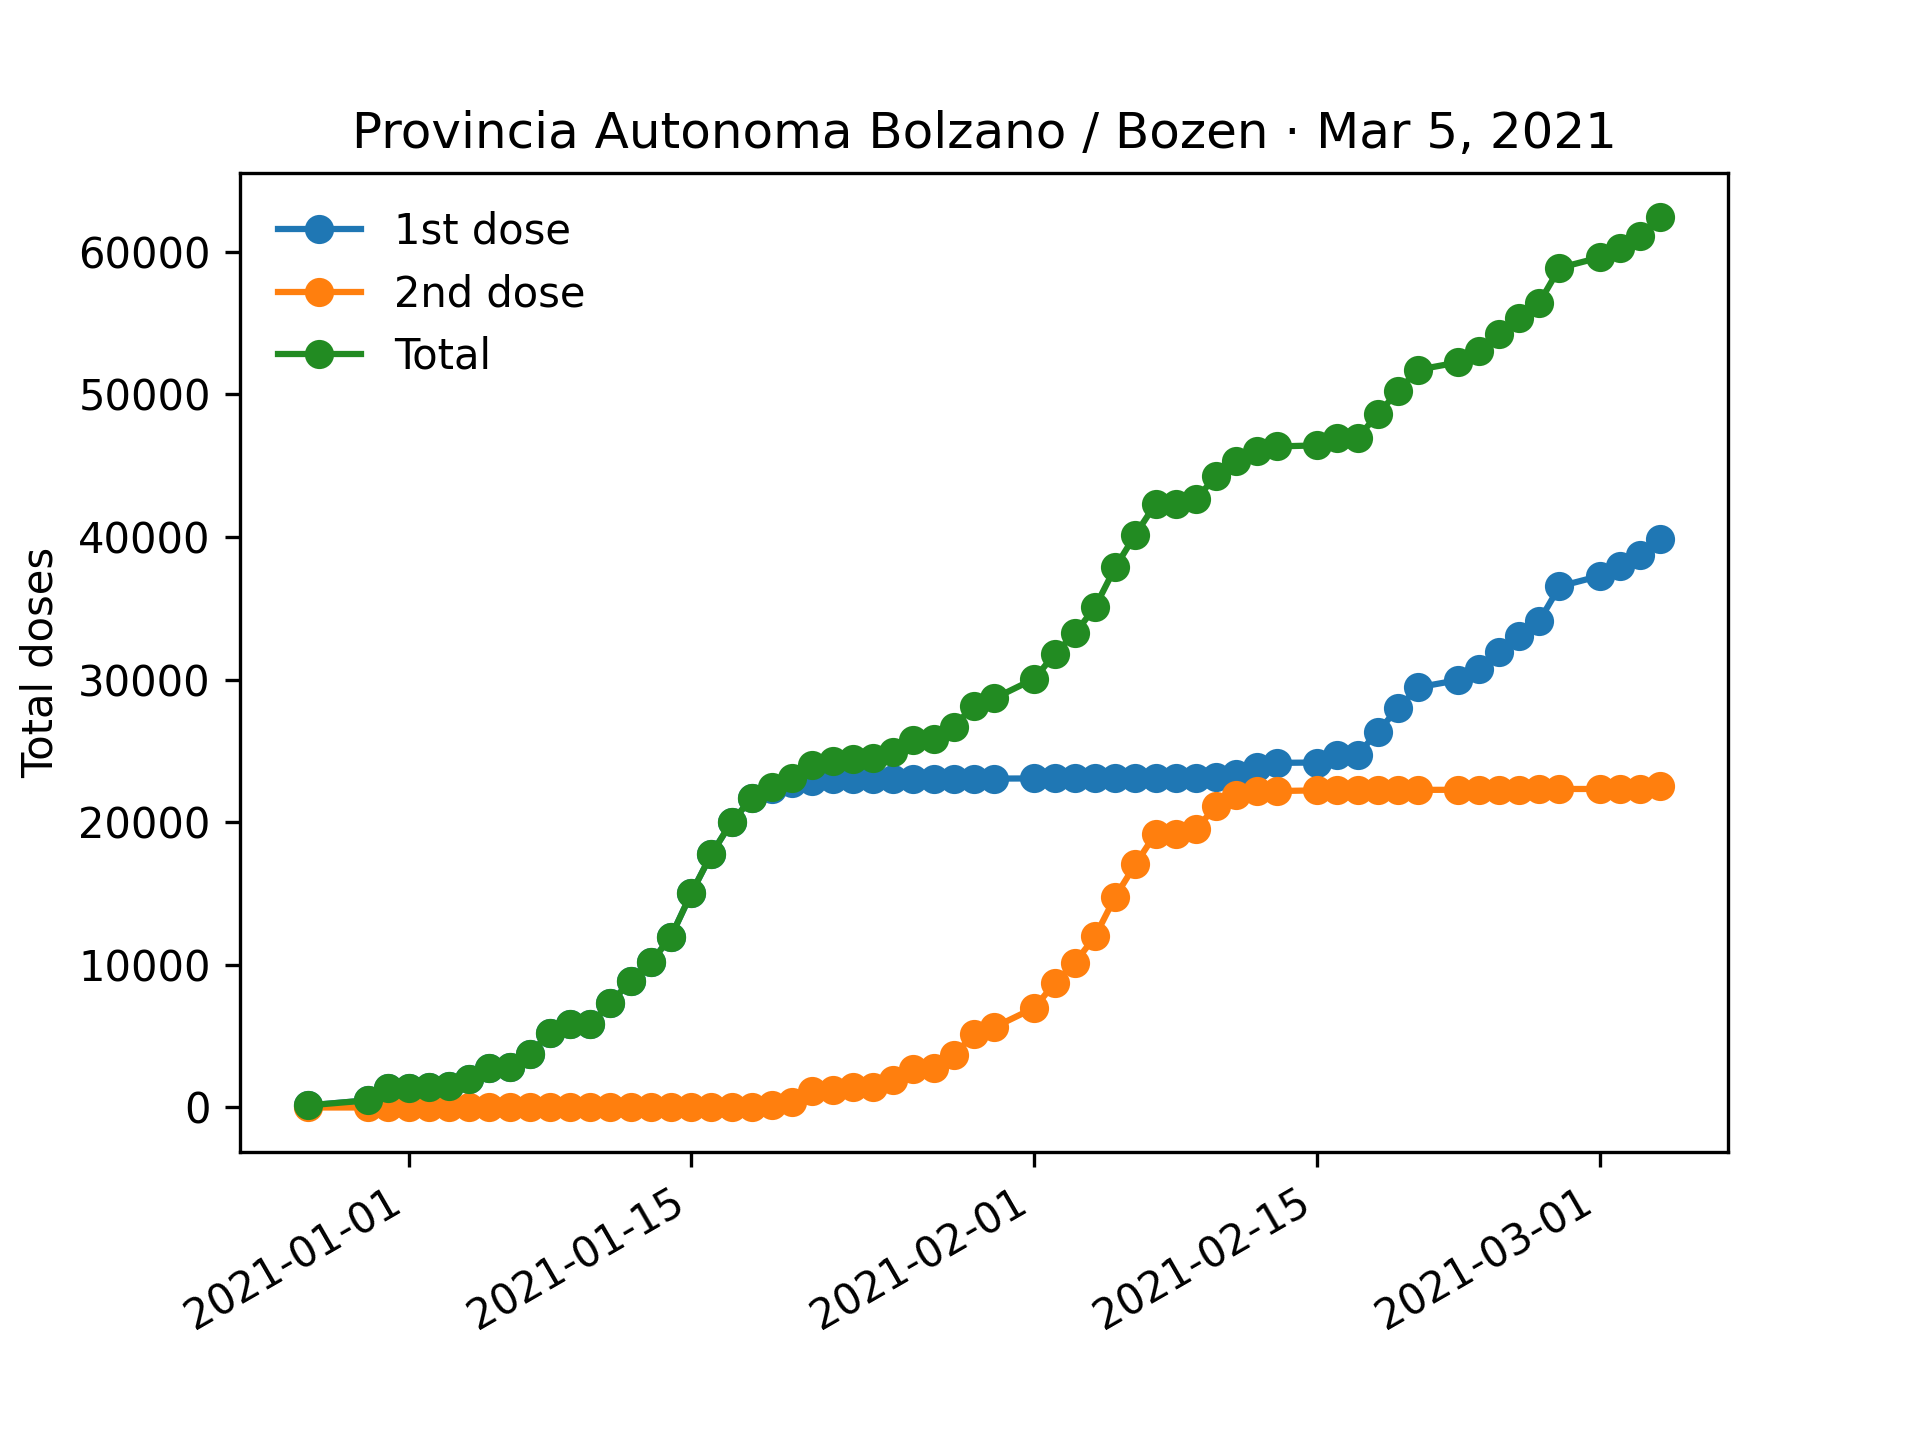 Provincia Autonoma Bolzano / Bozen · Mar 5, 2021
1st dose
2nd dose
Total
Total doses
60000
50000
40000
30000
20000
10000
0
2021-01-01
2021-01-15
2021-02-01
2021-02-15
2021-03-01